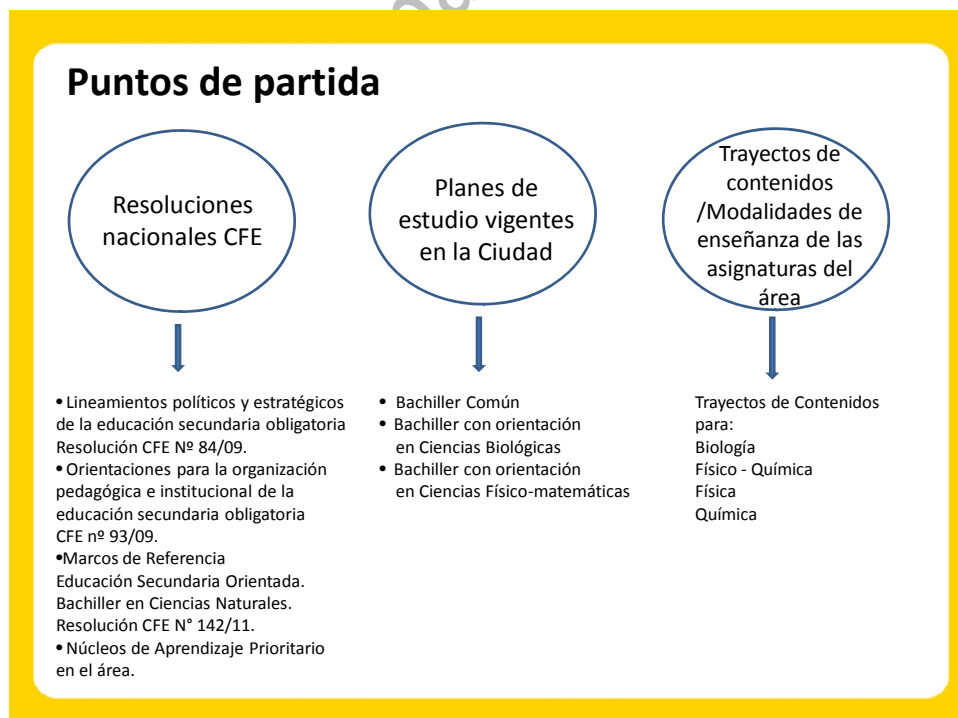 Puntos de partida
Resoluciones
nacionales CFE
Planes de
estudio vigentes
en la Ciudad
Trayectos de
contenidos
/Modalidades de
enseñanza de las
asignaturas del
área
•Lineamientos políticos y estratégicos
de la educación secundaria obligatoria
Resolución CFE Nº 84/09.
•Orientaciones para la organización
pedagógica e institucional de la
educación secundaria obligatoria
CFE nº 93/09.
•Marcos de Referencia
Educación Secundaria Orientada.
Bachiller en Ciencias Naturales.
Resolución CFE N° 142/11.
•Núcleos de Aprendizaje Prioritario
en el área.
• Bachiller Común
• Bachiller con orientación
en Ciencias Biológicas
• Bachiller con orientación
en Ciencias Físico-matemáticas
Trayectos de Contenidos
para:
Biología
Físico - Química
Física
Química